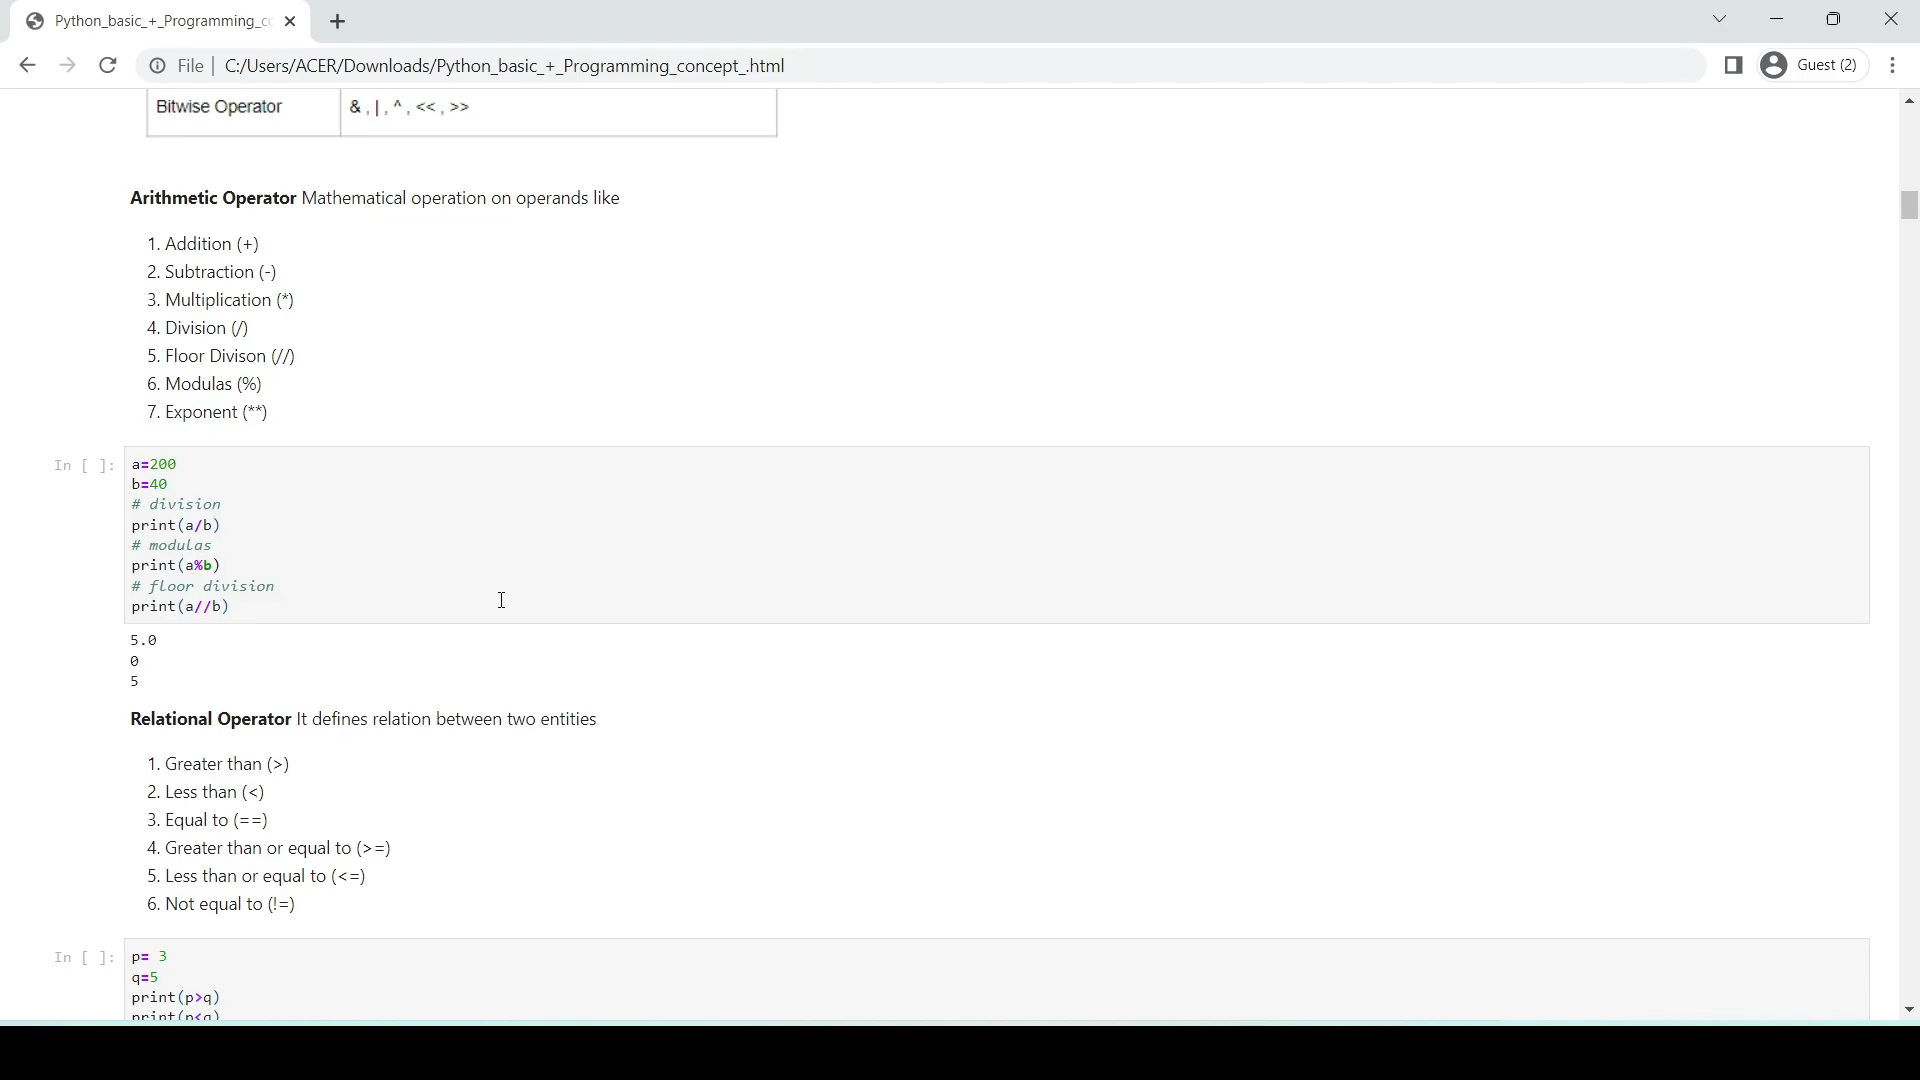 Python_basic_+_Programming_c
File | C:/Users/ACER/Downloads/Python_basic_+_Programming_concept_.html
Guest (2)
Bitwise Operator & , | , ^ , << , >>
Arithmetic Operator Mathematical operation on operands like
1. Addition (+)
2. Subtraction (-)
3. Multiplication (*)
4. Division (/)
5. Floor Divison (//)
6. Modulas (%)
7. Exponent (**)
In [ ]: a=200
b=40
# division
print(a/b)
# modulas
print(a%b)
# floor division
print(a//b)
5.0
0
5
Relational Operator It defines relation between two entities
1. Greater than (>)
2. Less than (<)
3. Equal to (==)
4. Greater than or equal to (>=)
5. Less than or equal to (<=)
6. Not equal to (!=)
In [ ]: p= 3
q=5
print(p>q)
print(p<q)